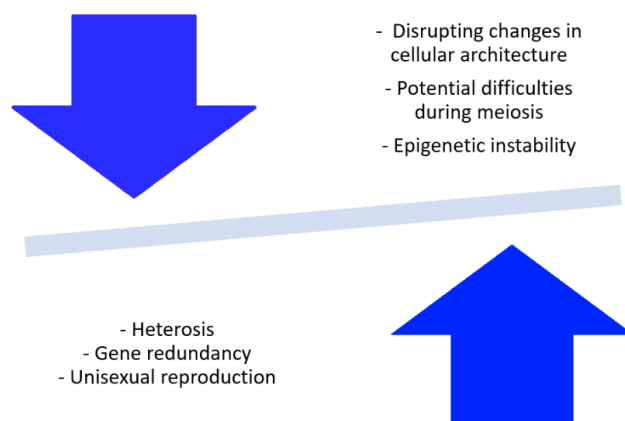 - Disrupting changes in
cellular architecture
- Potential difficulties
during meiosis
- Epigenetic instability
- Heterosis
- Gene redundancy
- Unisexual reproduction